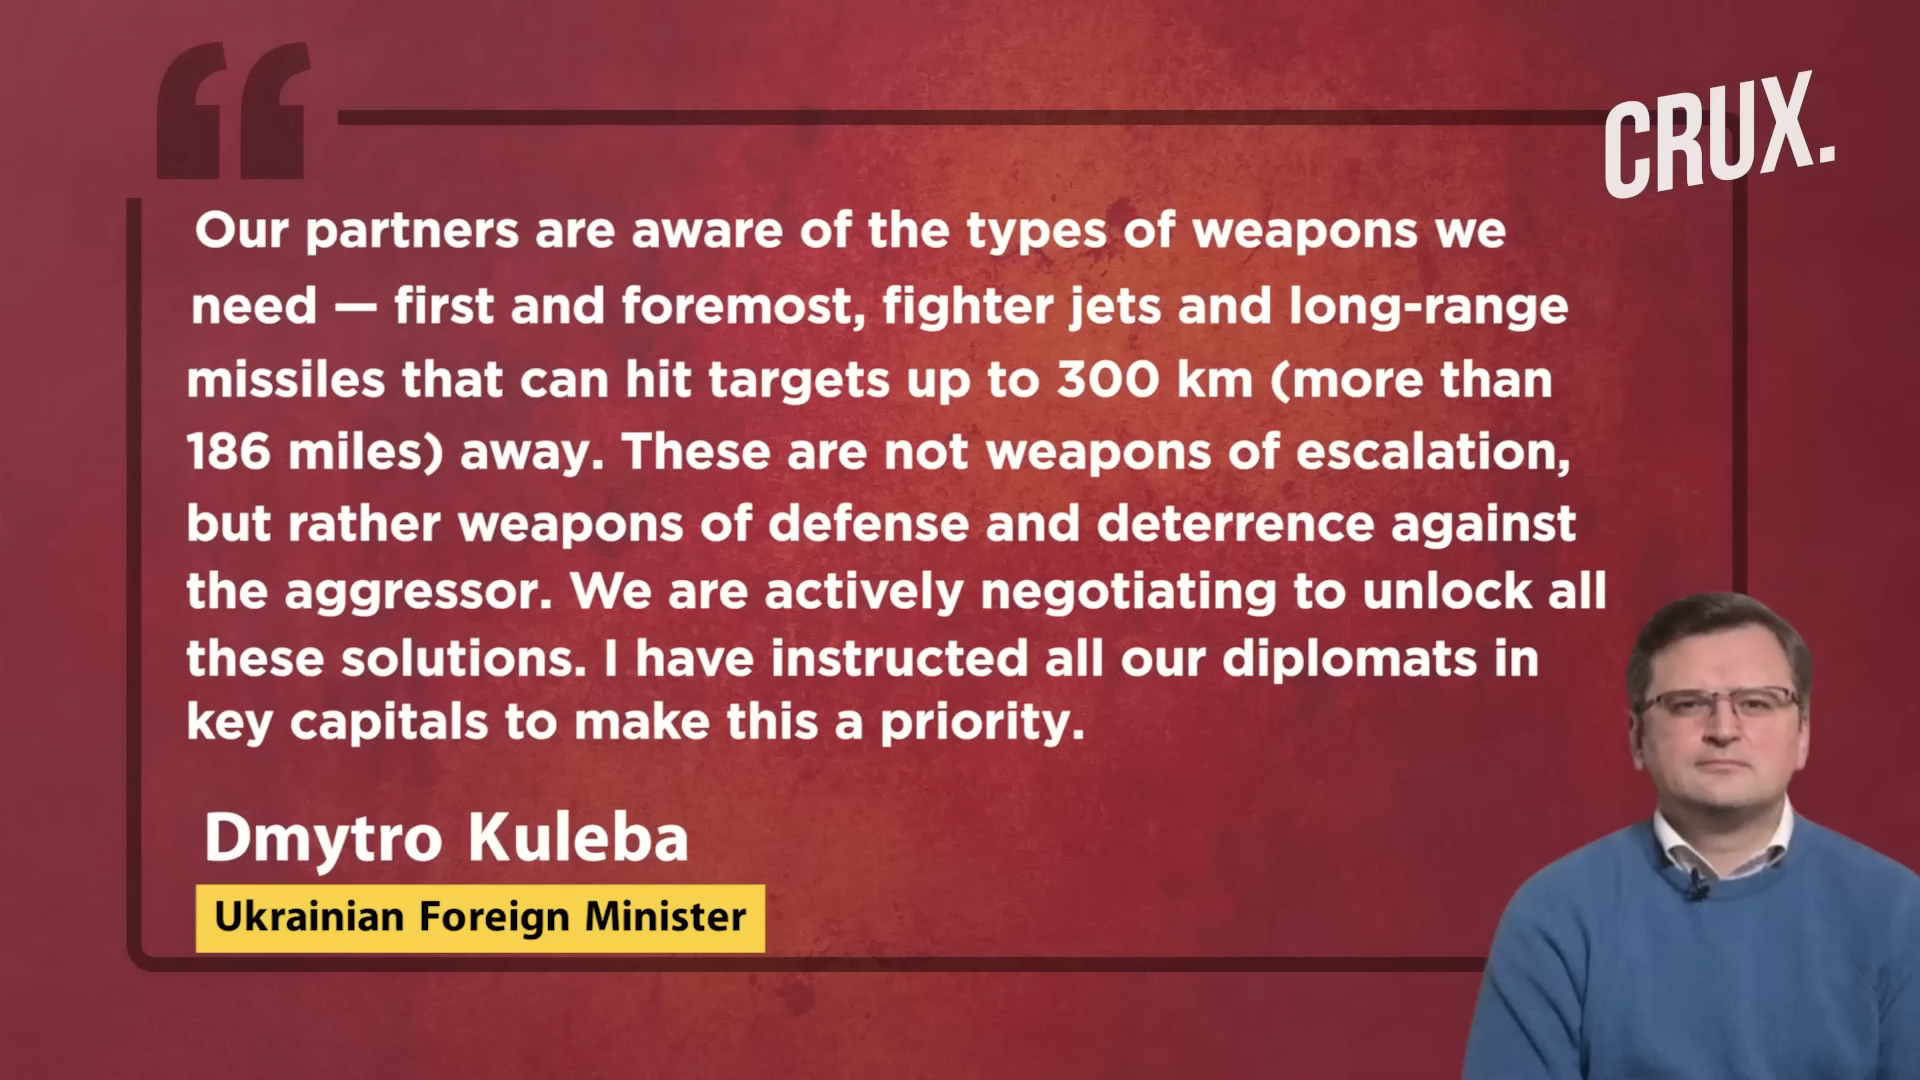 CRUX.
Our partners are aware of the types of weapons we
need — first and foremost, fighter jets and long-range
missiles that can hit targets up to 300 km (more than
186 miles) away. These are not weapons of escalation,
but rather weapons of defense and deterrence against
the aggressor. We are actively negotiating to unlock all
these solutions. I have instructed all our diplomats in
key capitals to make this a priority.
Dmytro Kuleba
Ukrainian Foreign Minister